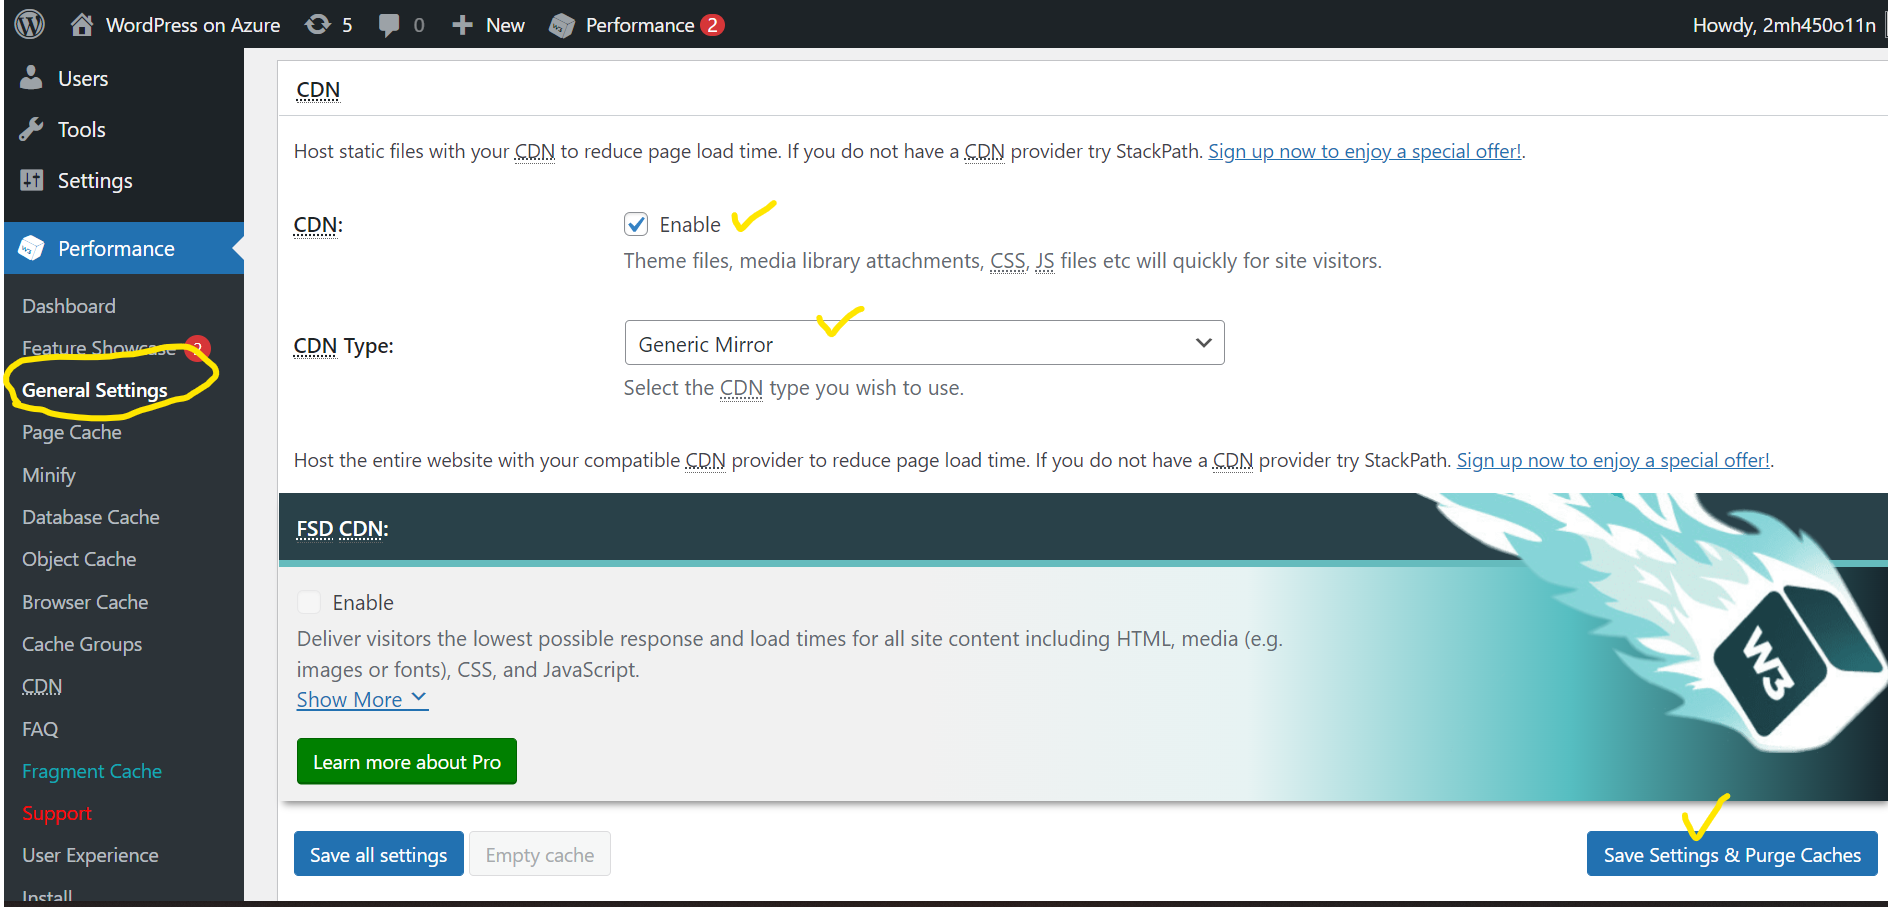 WordPress on Azure 5 0 New Performance 2 Howdy, 2mh450o11n
Users
Tools
Settings
Performance
Dashboard
Feature Showcase 2
General Settings
Page Cache
Minify
Database Cache
Object Cache
Browser Cache
Cache Groups
CDN
FAQ
Fragment Cache
Support
User Experience
Install
CDN
Host static files with your CDN to reduce page load time. If you do not have a CDN provider try StackPath. Sign up now to enjoy a special offer!.
CDN: Enable
Theme files, media library attachments, CSS, JS files etc will quickly for site visitors.
CDN Type: Generic Mirror
Select the CDN type you wish to use.
Host the entire website with your compatible CDN provider to reduce page load time. If you do not have a CDN provider try StackPath. Sign up now to enjoy a special offer!.
FSD CDN:
Enable
Deliver visitors the lowest possible response and load times for all site content including HTML, media (e.g.
images or fonts), CSS, and JavaScript.
Show More
Learn more about Pro
W3
Save all settings Empty cache Save Settings & Purge Caches